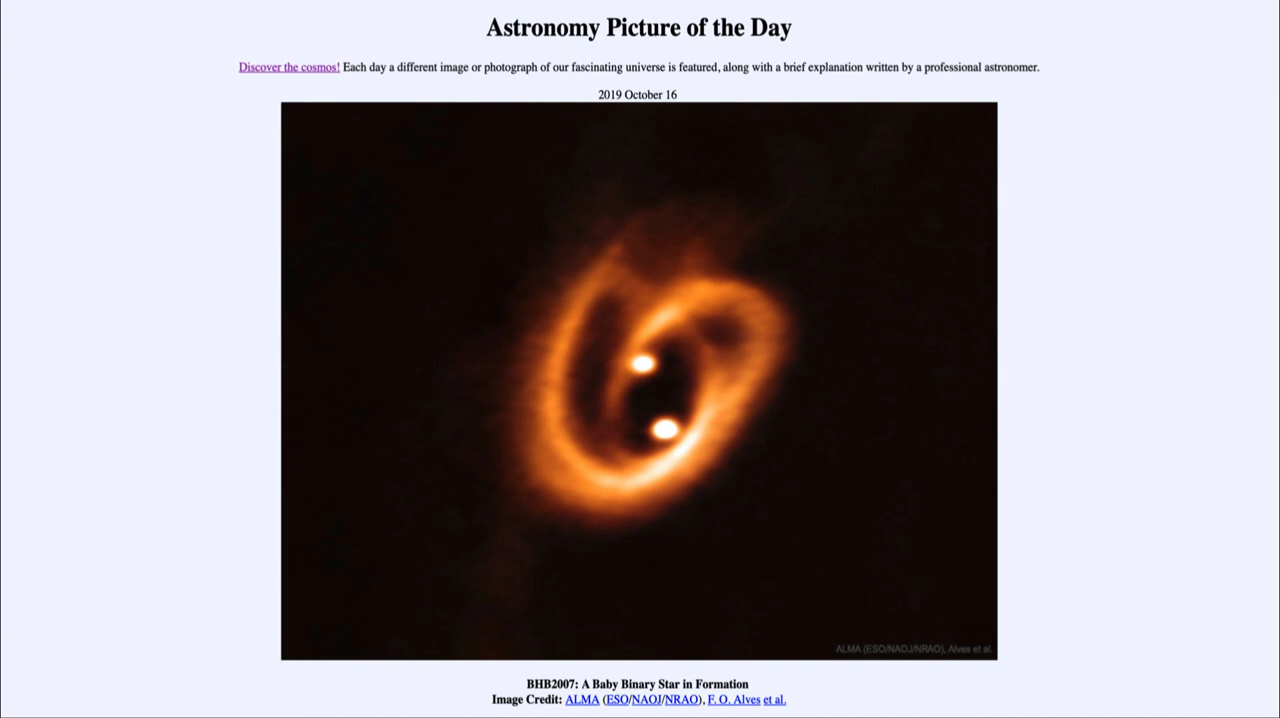 Astronomy Picture of the Day
Discover the cosmos! Each day a different image or photograph of our fascinating universe is featured, along with a brief explanation written by a professional astronomer.
2019 October 16
ALMA (ESO/NAOJ/NRAO), Alves et al.
BHB2007: A Baby Binary Star in Formation
Image Credit: ALMA (ESO/NAOJ/NRAO), F. O. Alves et al.